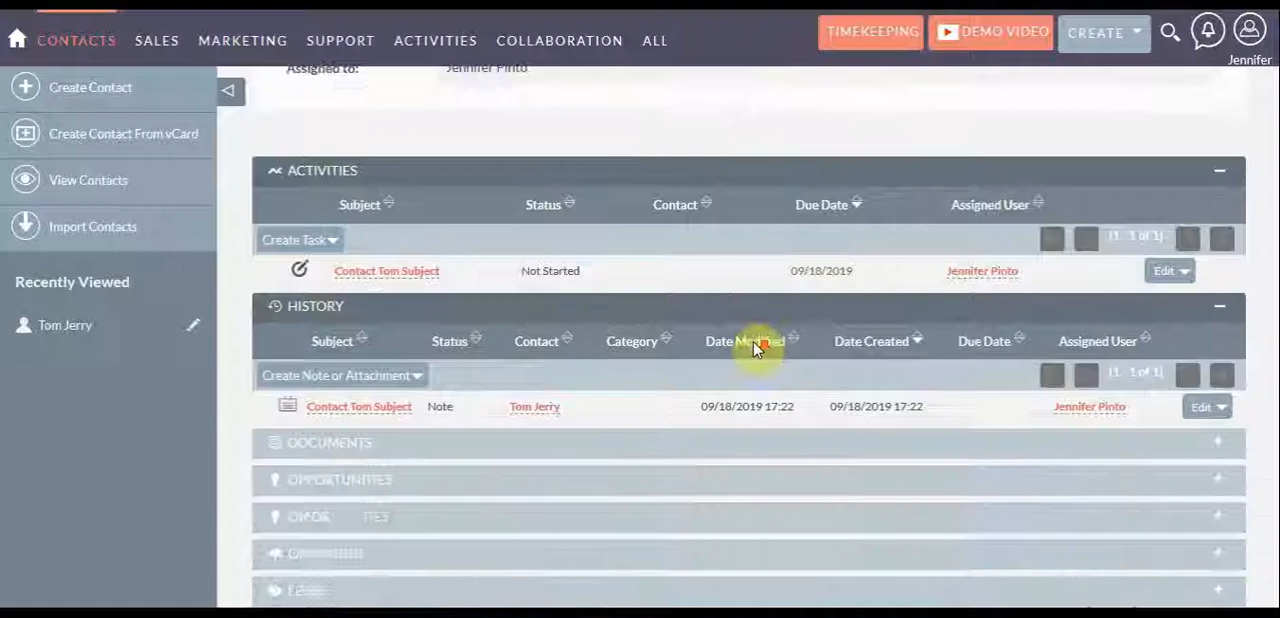 CONTACTS SALES MARKETING SUPPORT ACTIVITIES COLLABORATION ALL TIMEKEEPING DEMO VIDEO CREATE
Jennifer
Create Contact
Create Contact From vCard
View Contacts
Import Contacts
Recently Viewed
Tom Jerry
Assigned to: Jennifer Pinto
ACTIVITIES
Subject Status Contact Due Date Assigned User
Create Task (1 - 1 of 1)
Contact Tom Subject Not Started 09/18/2019 Jennifer Pinto Edit
HISTORY
Subject Status Contact Category Date Modified Date Created Due Date Assigned User
Create Note or Attachment (1 - 1 of 1)
Contact Tom Subject Note Tom Jerry 09/18/2019 17:22 09/18/2019 17:22 Jennifer Pinto Edit
DOCUMENTS
OPPORTUNITIES